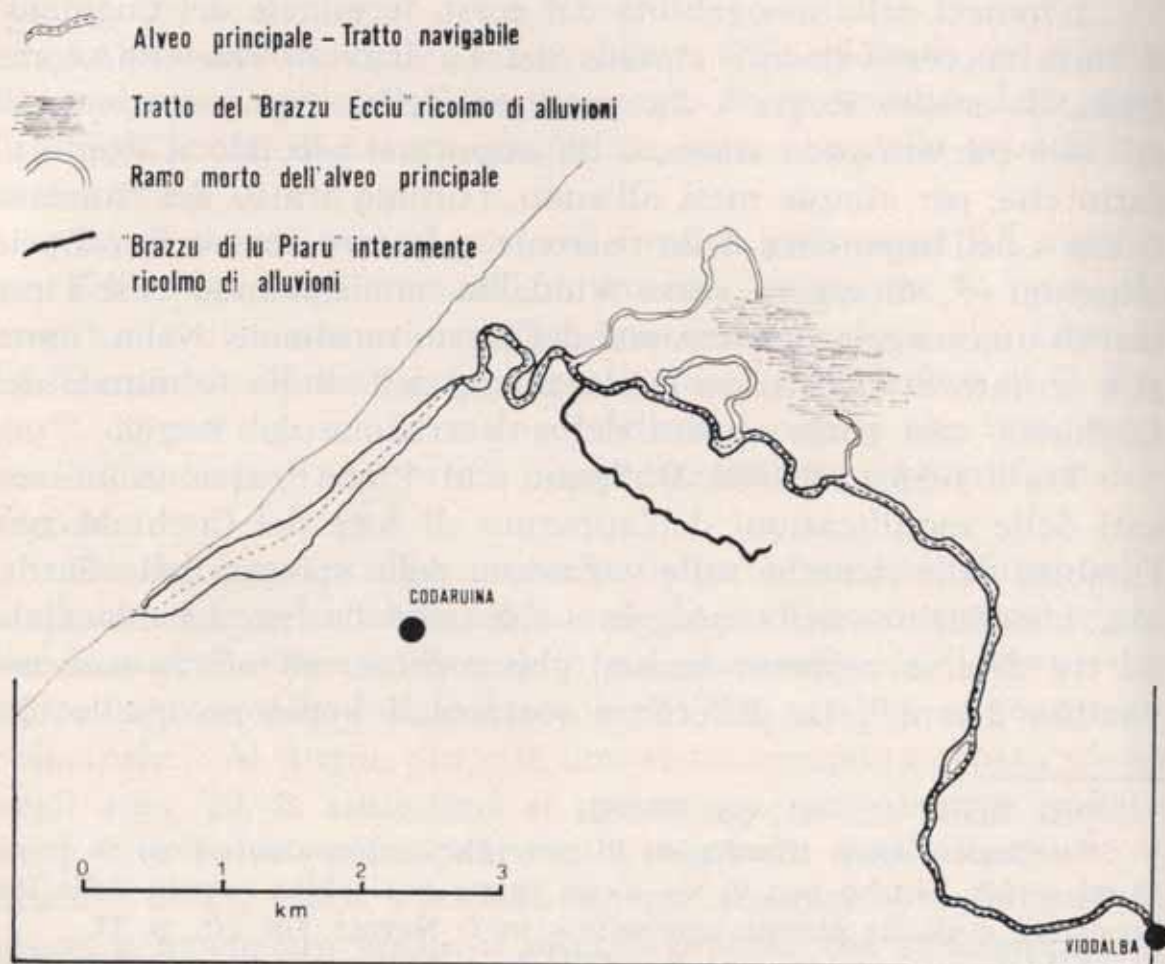 Alveo principale – Tratto navigabile
Tratto del "Brazzu Ecciu" ricolmo di alluvioni
Ramo morto dell'alveo principale
"Brazzu di lu Piaru" interamente
ricolmo di alluvioni
CODARUINA
0 1 2 3
km
VIDDALBA